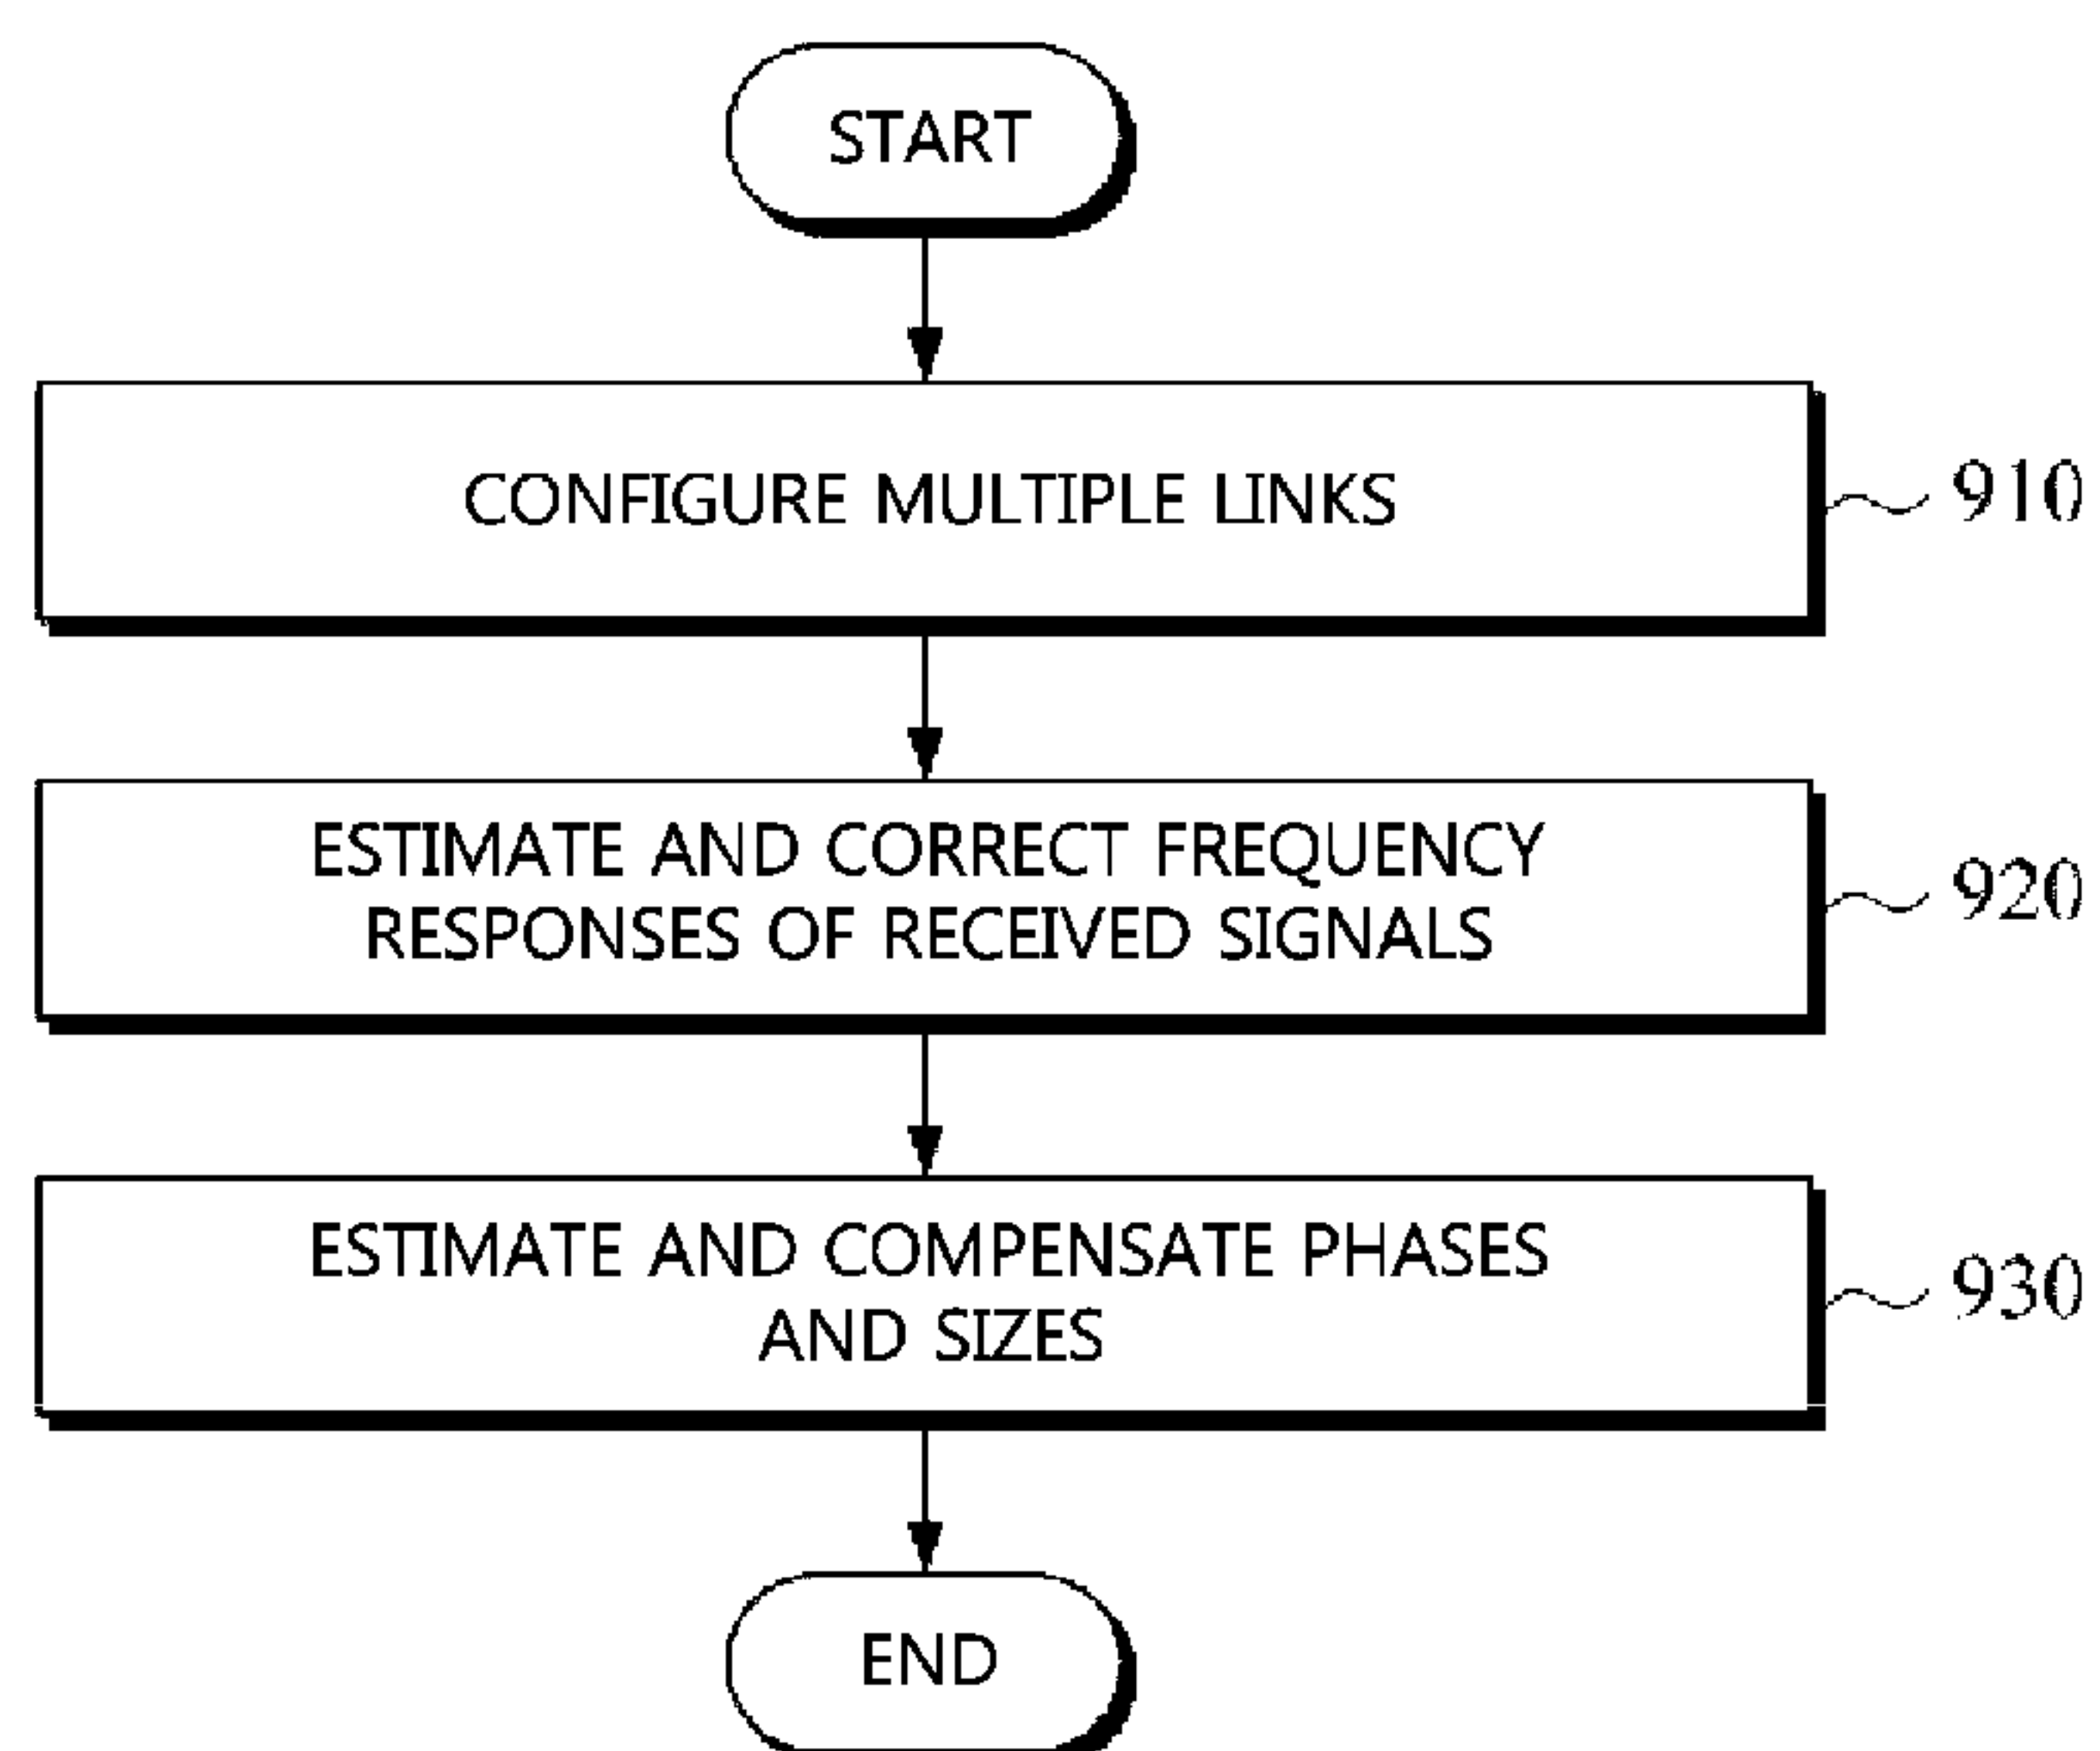 START
CONFIGURE MULTIPLE LINKS
910
ESTIMATE AND CORRECT FREQUENCY
RESPONSES OF RECEIVED SIGNALS
920
ESTIMATE AND COMPENSATE PHASES
AND SIZES
930
END